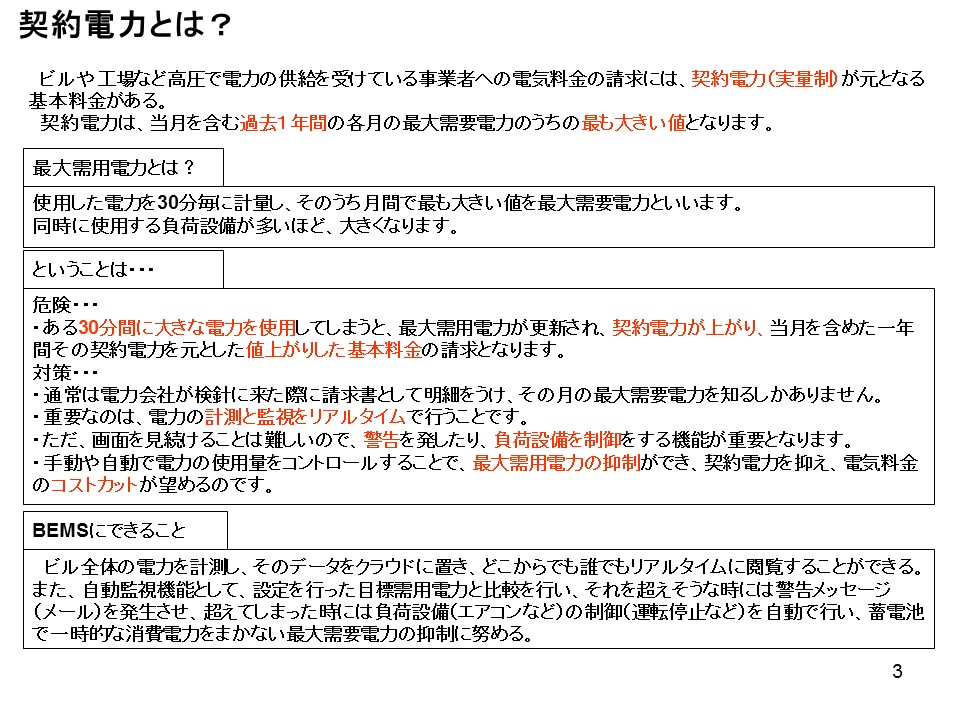 契約電力とは？
ビルや工場など高圧で電力の供給を受けている事業者への電気料金の請求には、契約電力（実量制）が元となる
基本料金がある。
契約電力は、当月を含む過去１年間の各月の最大需要電力のうちの最も大きい値となります。
最大需用電力とは？
使用した電力を30分毎に計量し、そのうち月間で最も大きい値を最大需要電力といいます。
同時に使用する負荷設備が多いほど、大きくなります。
ということは・・・
危険・・・
・ある30分間に大きな電力を使用してしまうと、最大需用電力が更新され、契約電力が上がり、当月を含めた一年
間その契約電力を元とした値上がりした基本料金の請求となります。
対策・・・
・通常は電力会社が検針に来た際に請求書として明細をうけ、その月の最大需要電力を知るしかありません。
・重要なのは、電力の計測と監視をリアルタイムで行うことです。
・ただ、画面を見続けることは難しいので、警告を発したり、負荷設備を制御をする機能が重要となります。
・手動や自動で電力の使用量をコントロールすることで、最大需用電力の抑制ができ、契約電力を抑え、電気料金
のコストカットが望めるのです。
BEMSにできること
ビル全体の電力を計測し、そのデータをクラウドに置き、どこからでも誰でもリアルタイムに閲覧することができる。
また、自動監視機能として、設定を行った目標需用電力と比較を行い、それを超えそうな時には警告メッセージ
（メール）を発生させ、超えてしまった時には負荷設備（エアコンなど）の制御（運転停止など）を自動で行い、蓄電池
で一時的な消費電力をまかない最大需要電力の抑制に努める。
3